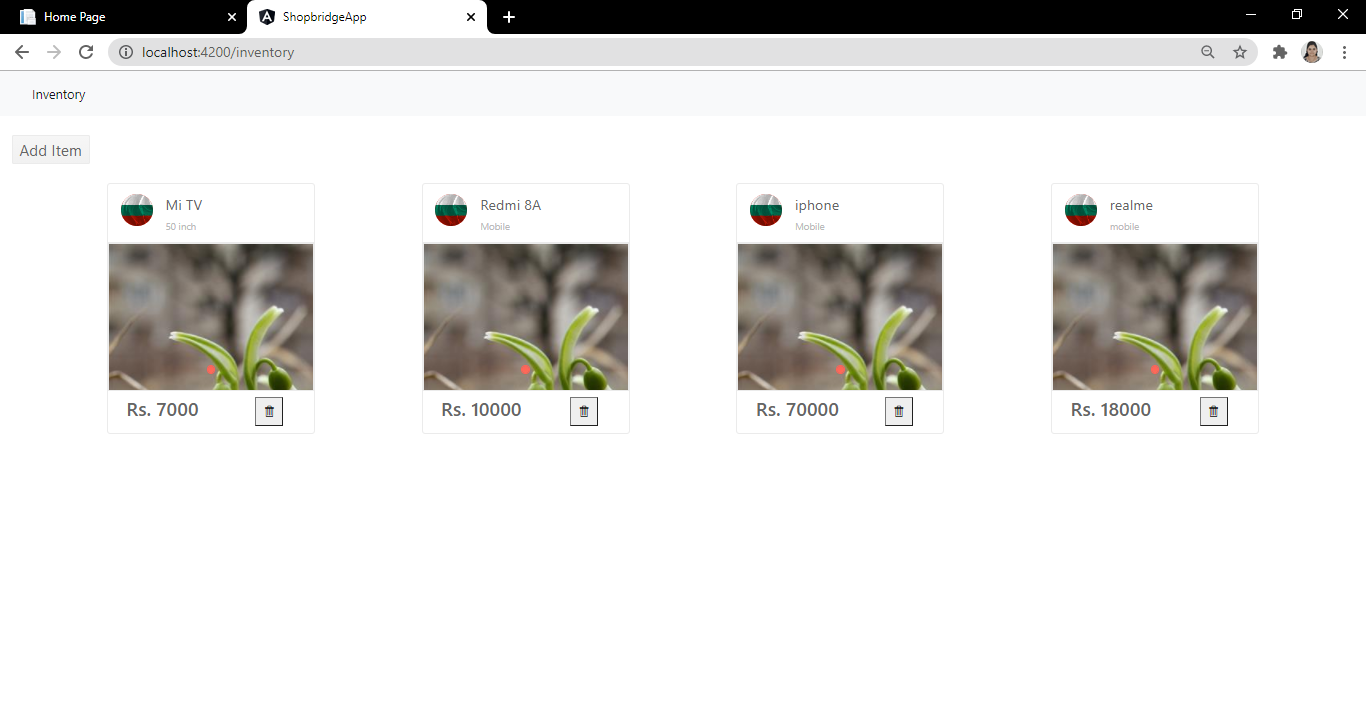 Home Page
ShopbridgeApp
localhost:4200/inventory
Inventory
Add Item
Mi TV
50 inch
Redmi 8A
Mobile
iphone
Mobile
realme
mobile
Rs. 7000
Rs. 10000
Rs. 70000
Rs. 18000